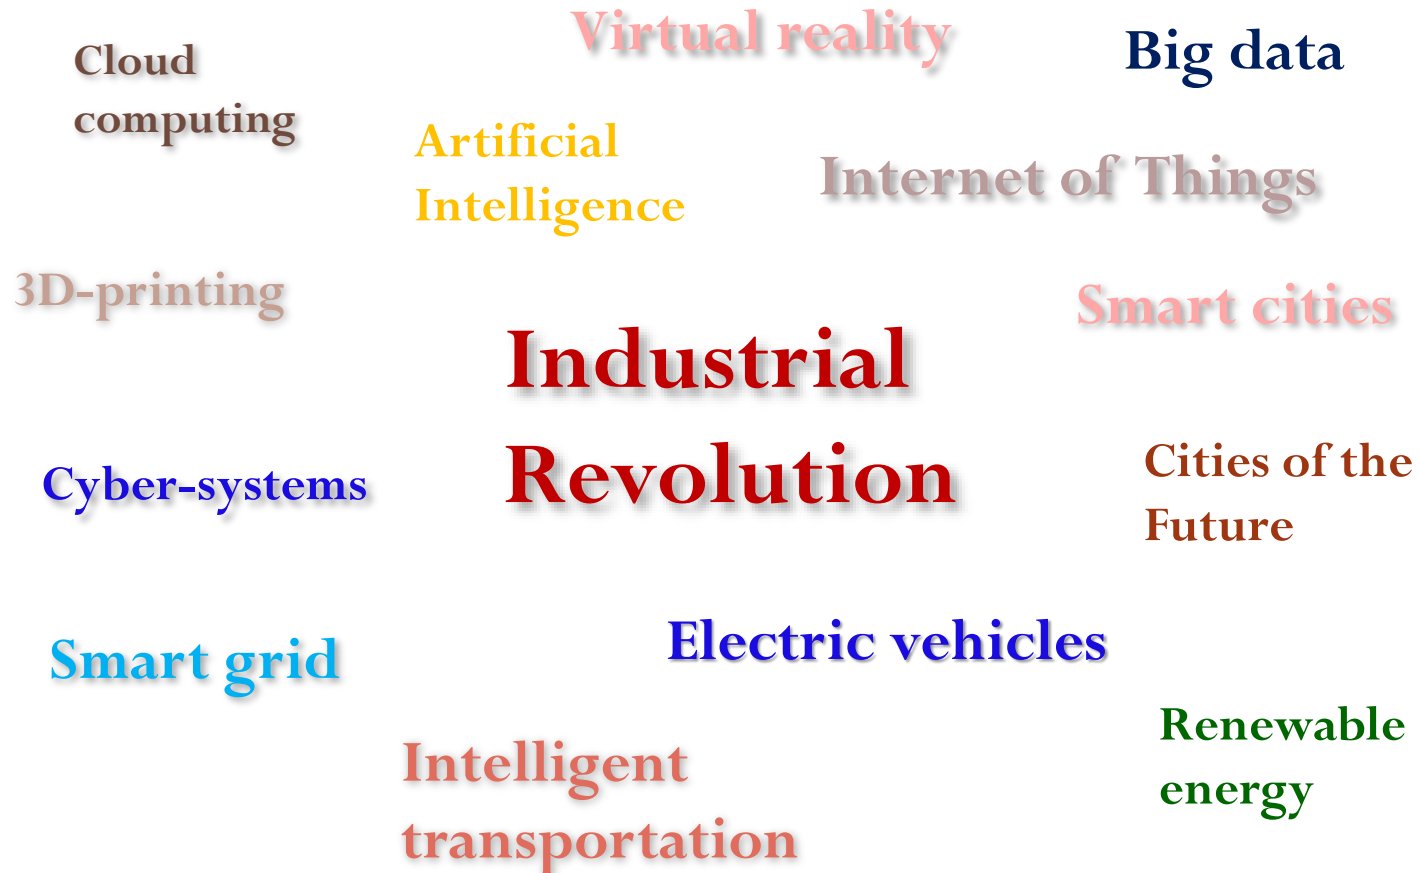 Virtual reality
Big data
Cloud
computing
Artificial
Intelligence
Internet of Things
3D-printing
Smart cities
Industrial
Revolution
Cyber-systems
Cities of the
Future
Smart grid
Electric vehicles
Renewable
energy
Intelligent
transportation